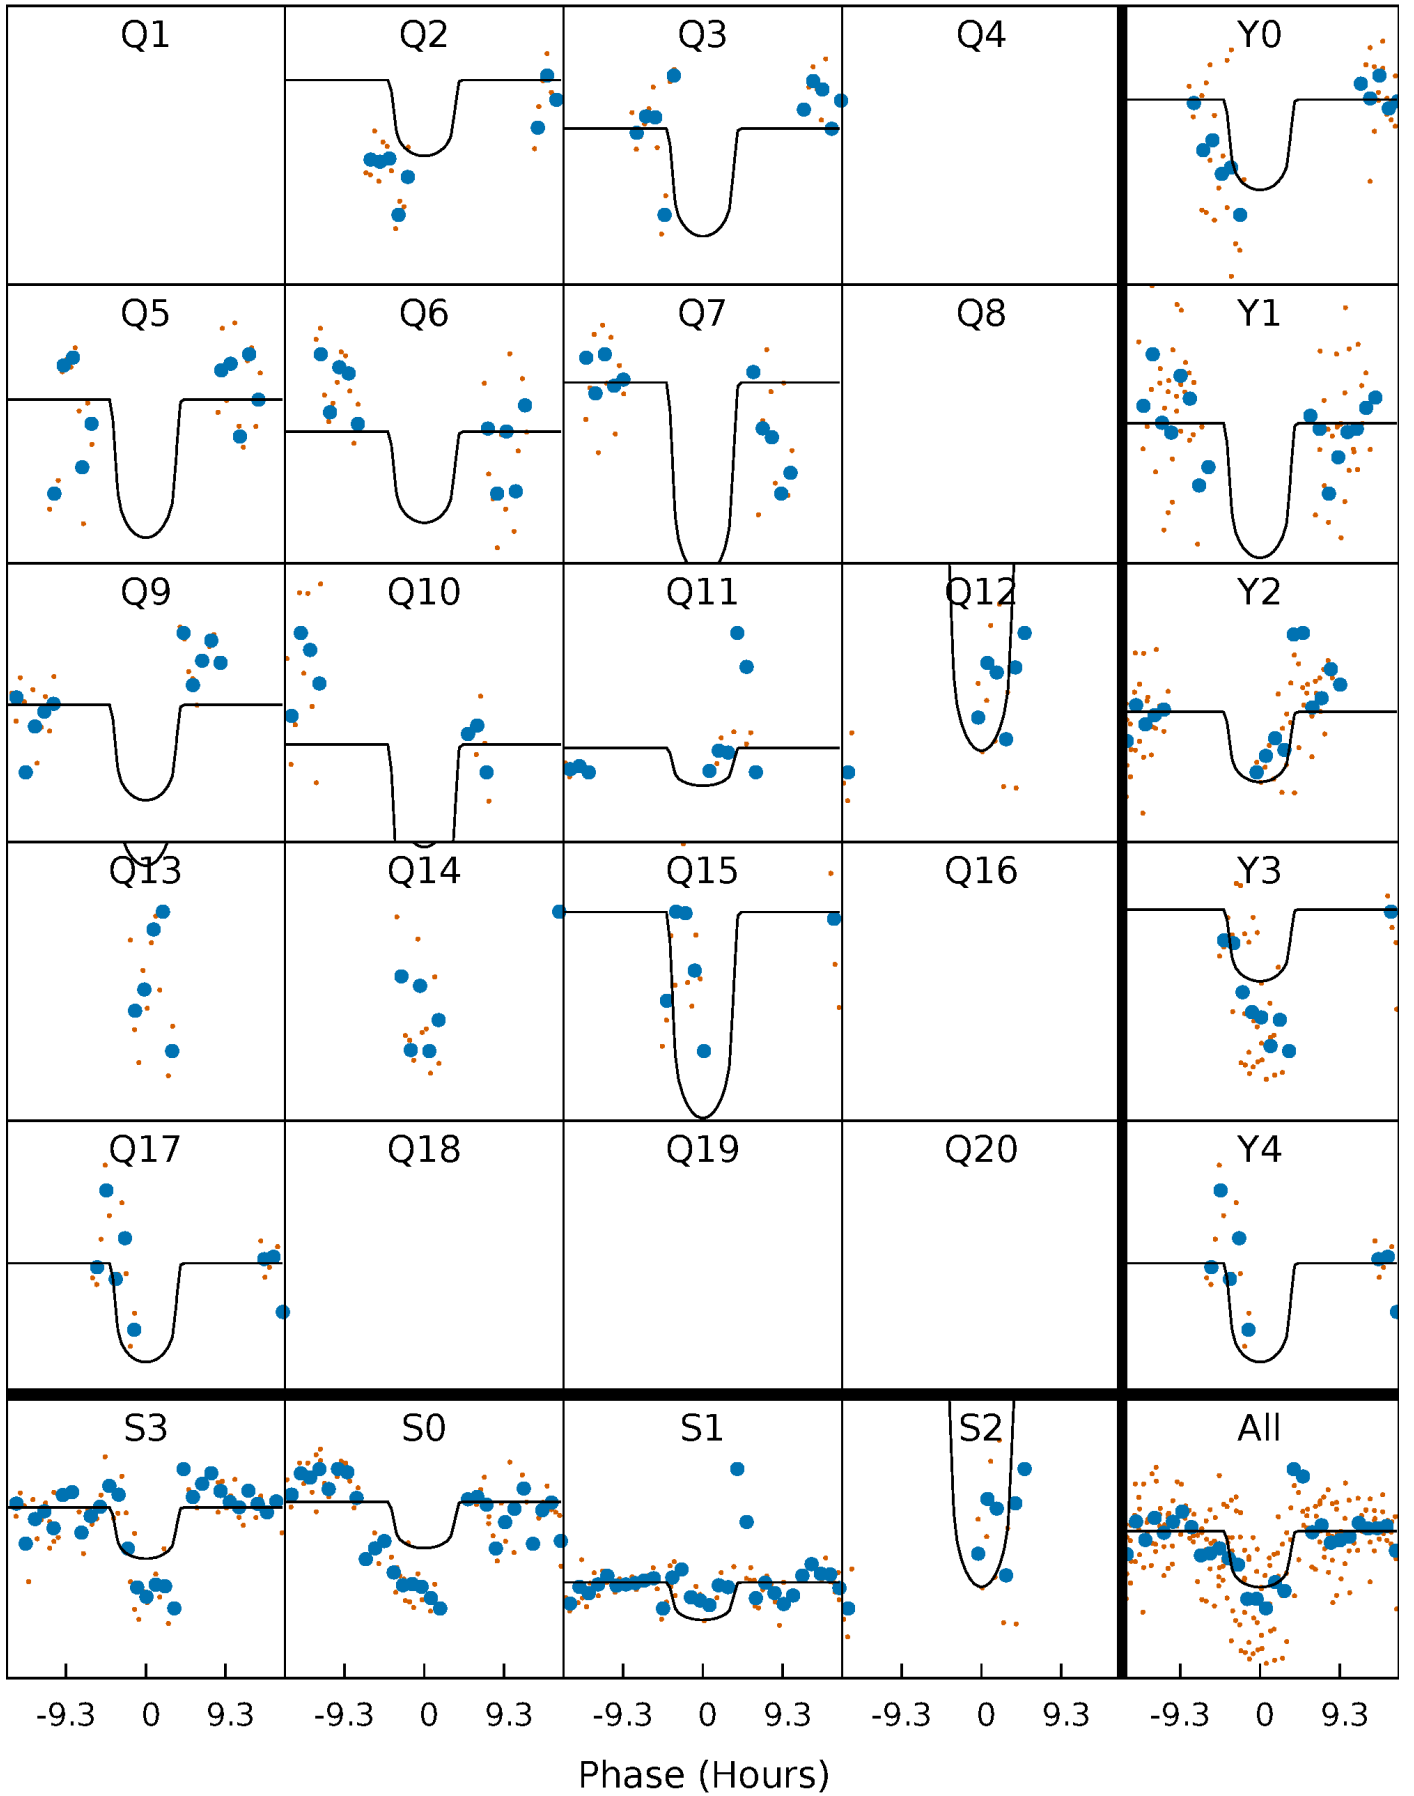 Q1 Q2 Q3 Q4 Y0
Q5 Q6 Q7 Q8 Y1
Q9 Q10 Q11 Q12 Y2
Q13 Q14 Q15 Q16 Y3
Q17 Q18 Q19 Q20 Y4
S3 S0 S1 S2 All
-9.3 0 9.3 -9.3 0 9.3 -9.3 0 9.3 -9.3 0 9.3 -9.3 0 9.3
Phase (Hours)